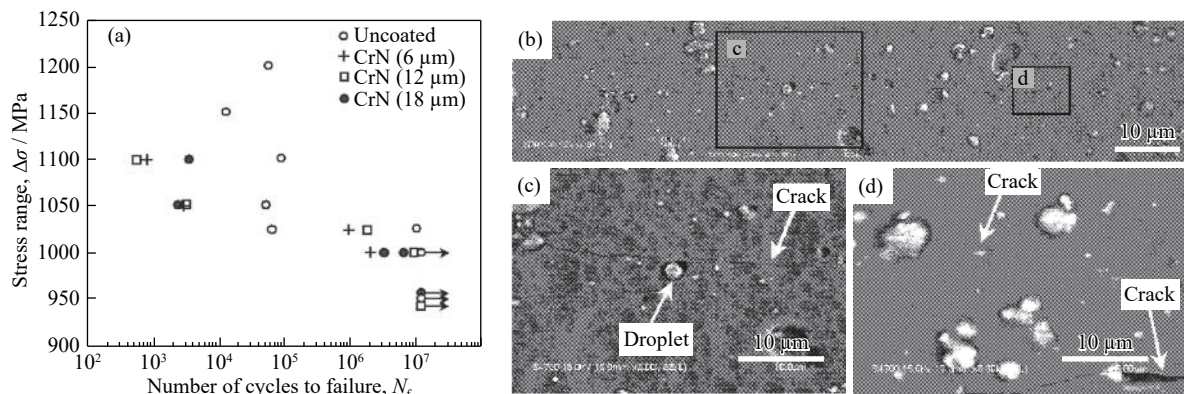 (a)
Uncoated
CrN (6 μm)
CrN (12 μm)
CrN (18 μm)
1250
1200
1150
1100
1050
1000
950
900
Stress range, Δσ / MPa
10² 10³ 10⁴ 10⁵ 10⁶ 10⁷
Number of cycles to failure, Nf
(b)
c
d
10 μm
(c)
Crack
Droplet
10 μm
(d)
Crack
Crack
10 μm